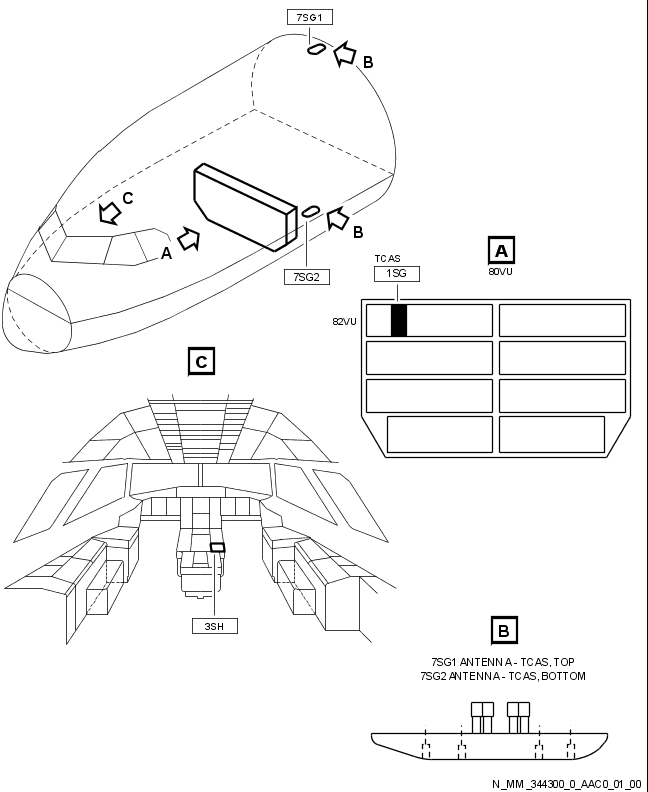 7SG1
B
C
A
B
7SG2
A
80VU
TCAS
1SG
82VU
C
3SH
B
7SG1 ANTENNA - TCAS, TOP
7SG2 ANTENNA - TCAS, BOTTOM
N_MM_344300_0_AAC0_01_00